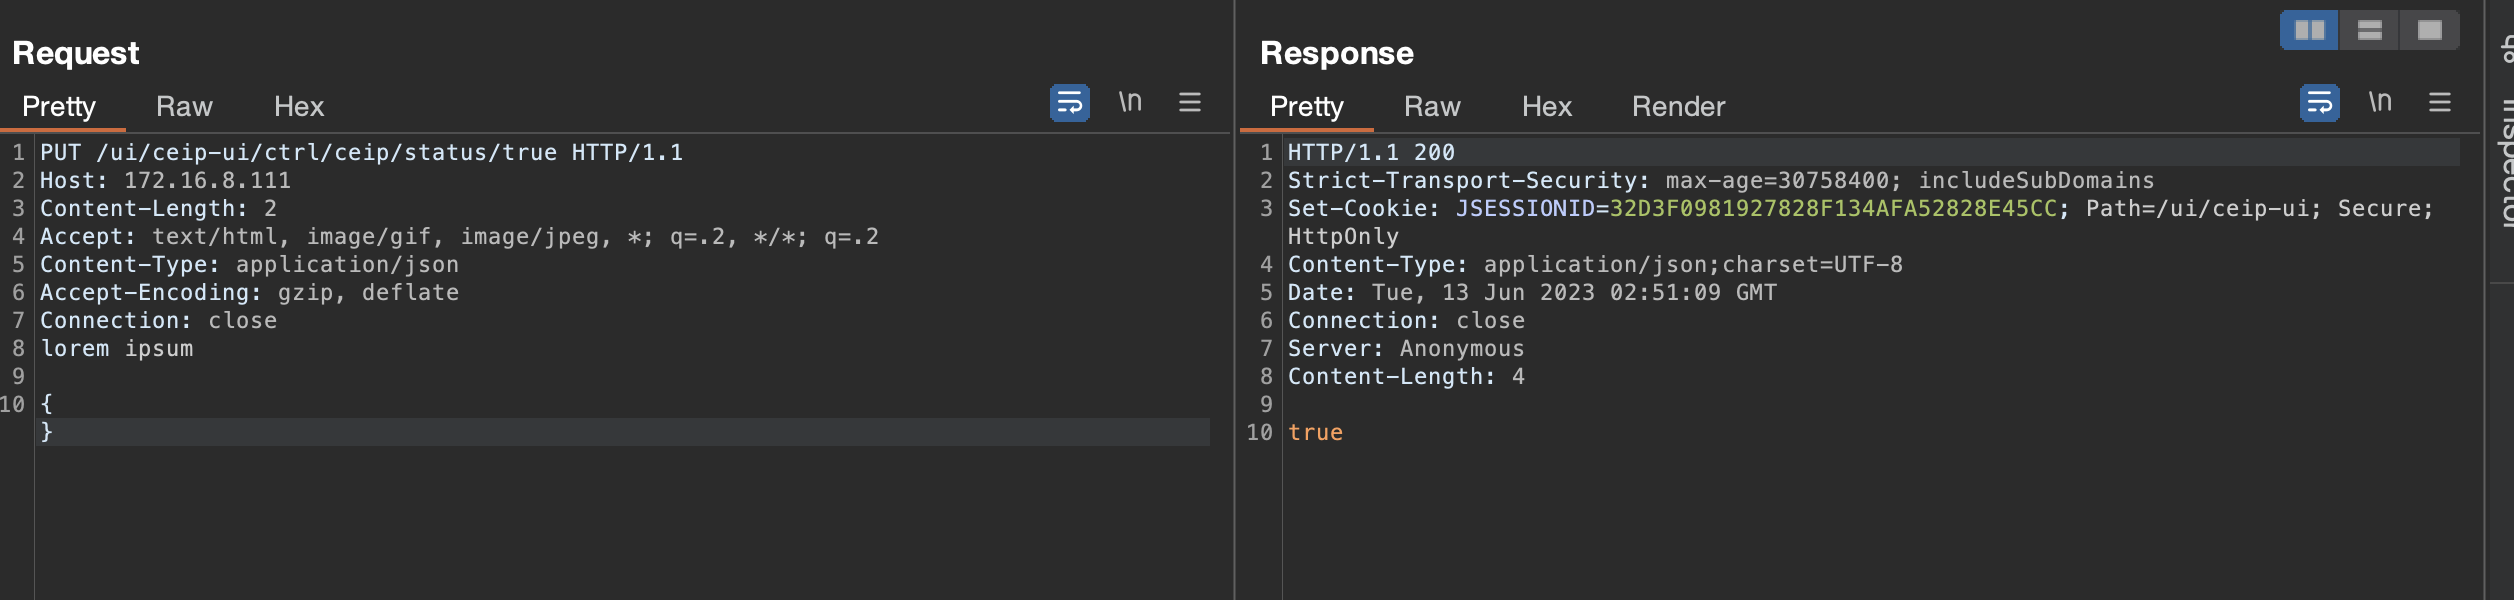 Request
Pretty Raw Hex \n
1 PUT /ui/ceip-ui/ctrl/ceip/status/true HTTP/1.1
2 Host: 172.16.8.111
3 Content-Length: 2
4 Accept: text/html, image/gif, image/jpeg, *; q=.2, */*; q=.2
5 Content-Type: application/json
6 Accept-Encoding: gzip, deflate
7 Connection: close
8 lorem ipsum
9
10 {
}
Response
Pretty Raw Hex Render \n
1 HTTP/1.1 200
2 Strict-Transport-Security: max-age=30758400; includeSubDomains
3 Set-Cookie: JSESSIONID=32D3F0981927828F134AFA52828E45CC; Path=/ui/ceip-ui; Secure;
HttpOnly
4 Content-Type: application/json;charset=UTF-8
5 Date: Tue, 13 Jun 2023 02:51:09 GMT
6 Connection: close
7 Server: Anonymous
8 Content-Length: 4
9
10 true
Inspector